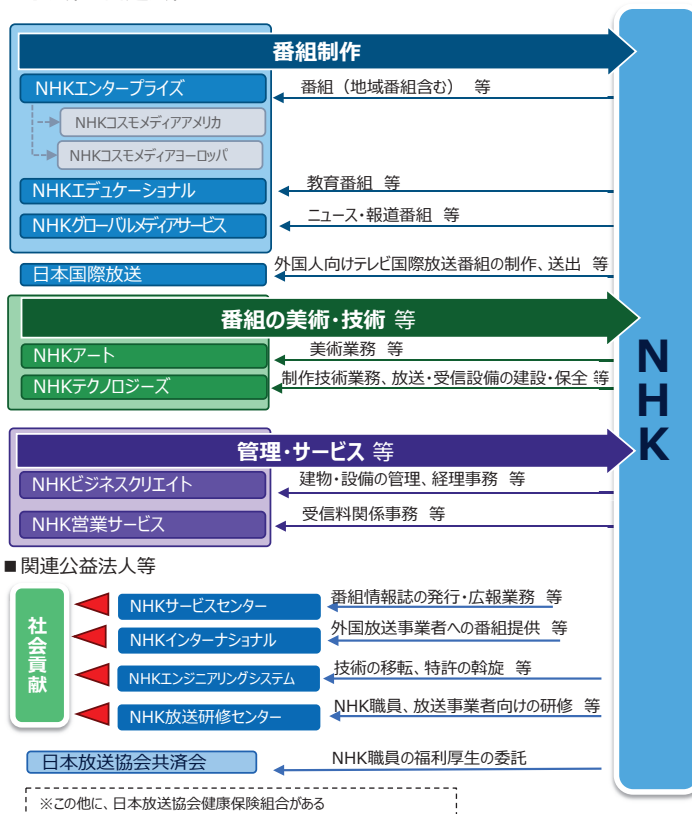 番組制作
NHKエンタープライズ
番組（地域番組含む） 等
NHKコスモメディアアメリカ
NHKコスモメディアヨーロッパ
NHKエデュケーショナル
教育番組 等
NHKグローバルメディアサービス
ニュース・報道番組 等
日本国際放送
外国人向けテレビ国際放送番組の制作、送出 等
番組の美術・技術 等
NHKアート
美術業務 等
NHKテクノロジーズ
制作技術業務、放送・受信設備の建設・保全 等
NHK
管理・サービス 等
NHKビジネスクリエイト
建物・設備の管理、経理事務 等
NHK営業サービス
受信料関係事務 等
■関連公益法人等
社会貢献
NHKサービスセンター
番組情報誌の発行・広報業務 等
NHKインターナショナル
外国放送事業者への番組提供 等
NHKエンジニアリングシステム
技術の移転、特許の斡旋 等
NHK放送研修センター
NHK職員、放送事業者向けの研修 等
日本放送協会共済会
NHK職員の福利厚生の委託
※この他に、日本放送協会健康保険組合がある